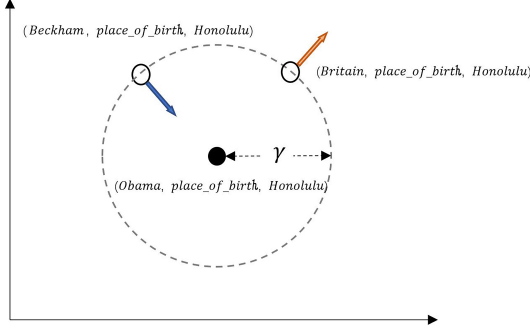 (Beckham, place_of_birth, Honolulu)
(Britain, place_of_birth, Honolulu)
γ
(Obama, place_of_birth, Honolulu)